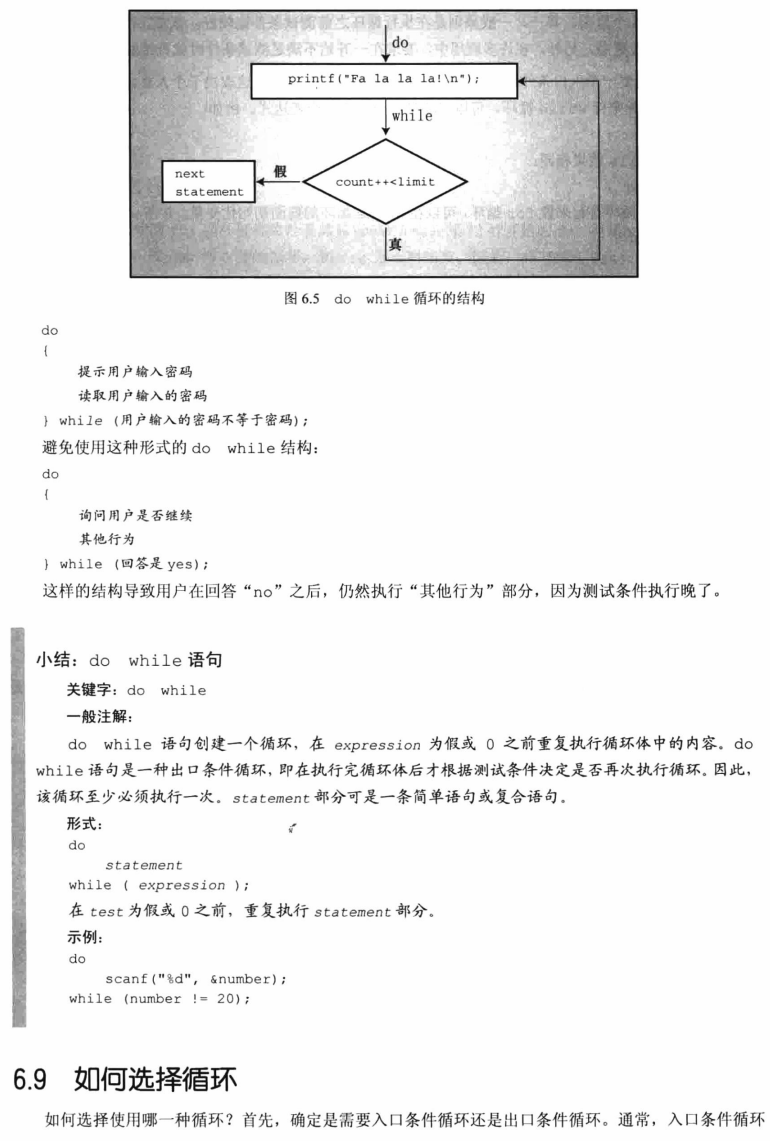 do
printf("Fa la la la!\n");
while
next
statement
假
count++<limit
真
图 6.5 do while 循环的结构
do
{
提示用户输入密码
读取用户输入的密码
} while (用户输入的密码不等于密码);
避免使用这种形式的 do while 结构：
do
{
询问用户是否继续
其他行为
} while (回答是 yes);
这样的结构导致用户在回答“no”之后，仍然执行“其他行为”部分，因为测试条件执行晚了。
小结：do while 语句
关键字：do while
一般注解：
do while 语句创建一个循环，在 expression 为假或 0 之前重复执行循环体中的内容。do
while 语句是一种出口条件循环，即在执行完循环体后才根据测试条件决定是否再次执行循环。因此，
该循环至少必须执行一次。statement 部分可是一条简单语句或复合语句。
形式：
do
statement
while ( expression );
在 test 为假或 0 之前，重复执行 statement 部分。
示例：
do
scanf("%d", &number);
while (number != 20);
6.9 如何选择循环
如何选择使用哪一种循环？首先，确定是需要入口条件循环还是出口条件循环。通常，入口条件循环